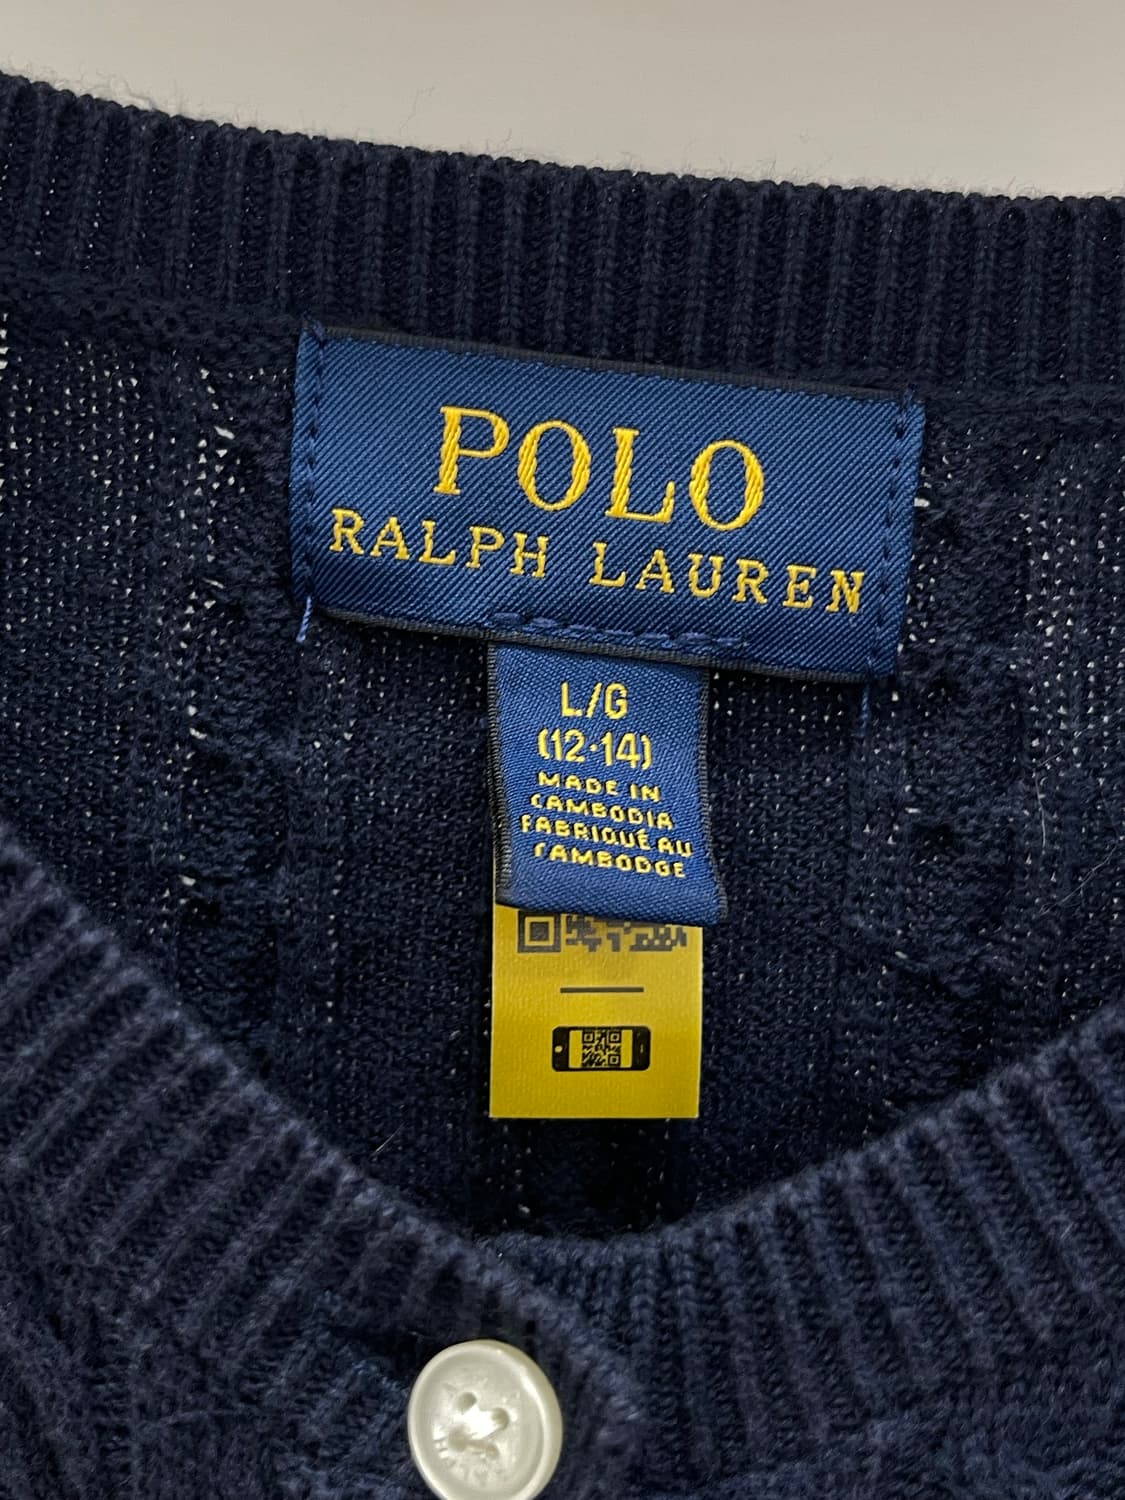 POLO
RALPH LAUREN
L/G
(12·14)
MADE IN
CAMBODIA
FABRIQUÉ AU
CAMBODGE